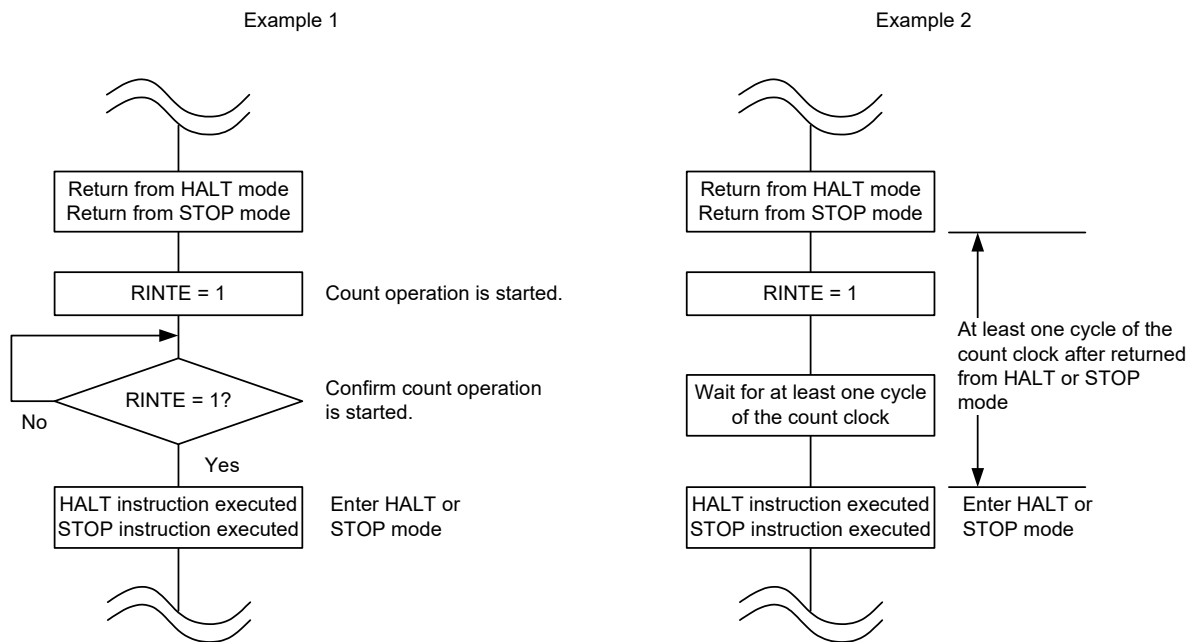 Example 1
Return from HALT mode
Return from STOP mode
RINTE = 1
Count operation is started.
RINTE = 1?
Confirm count operation
is started.
No
Yes
HALT instruction executed
STOP instruction executed
Enter HALT or
STOP mode
Example 2
Return from HALT mode
Return from STOP mode
RINTE = 1
At least one cycle of the
count clock after returned
from HALT or STOP
mode
Wait for at least one cycle
of the count clock
HALT instruction executed
STOP instruction executed
Enter HALT or
STOP mode